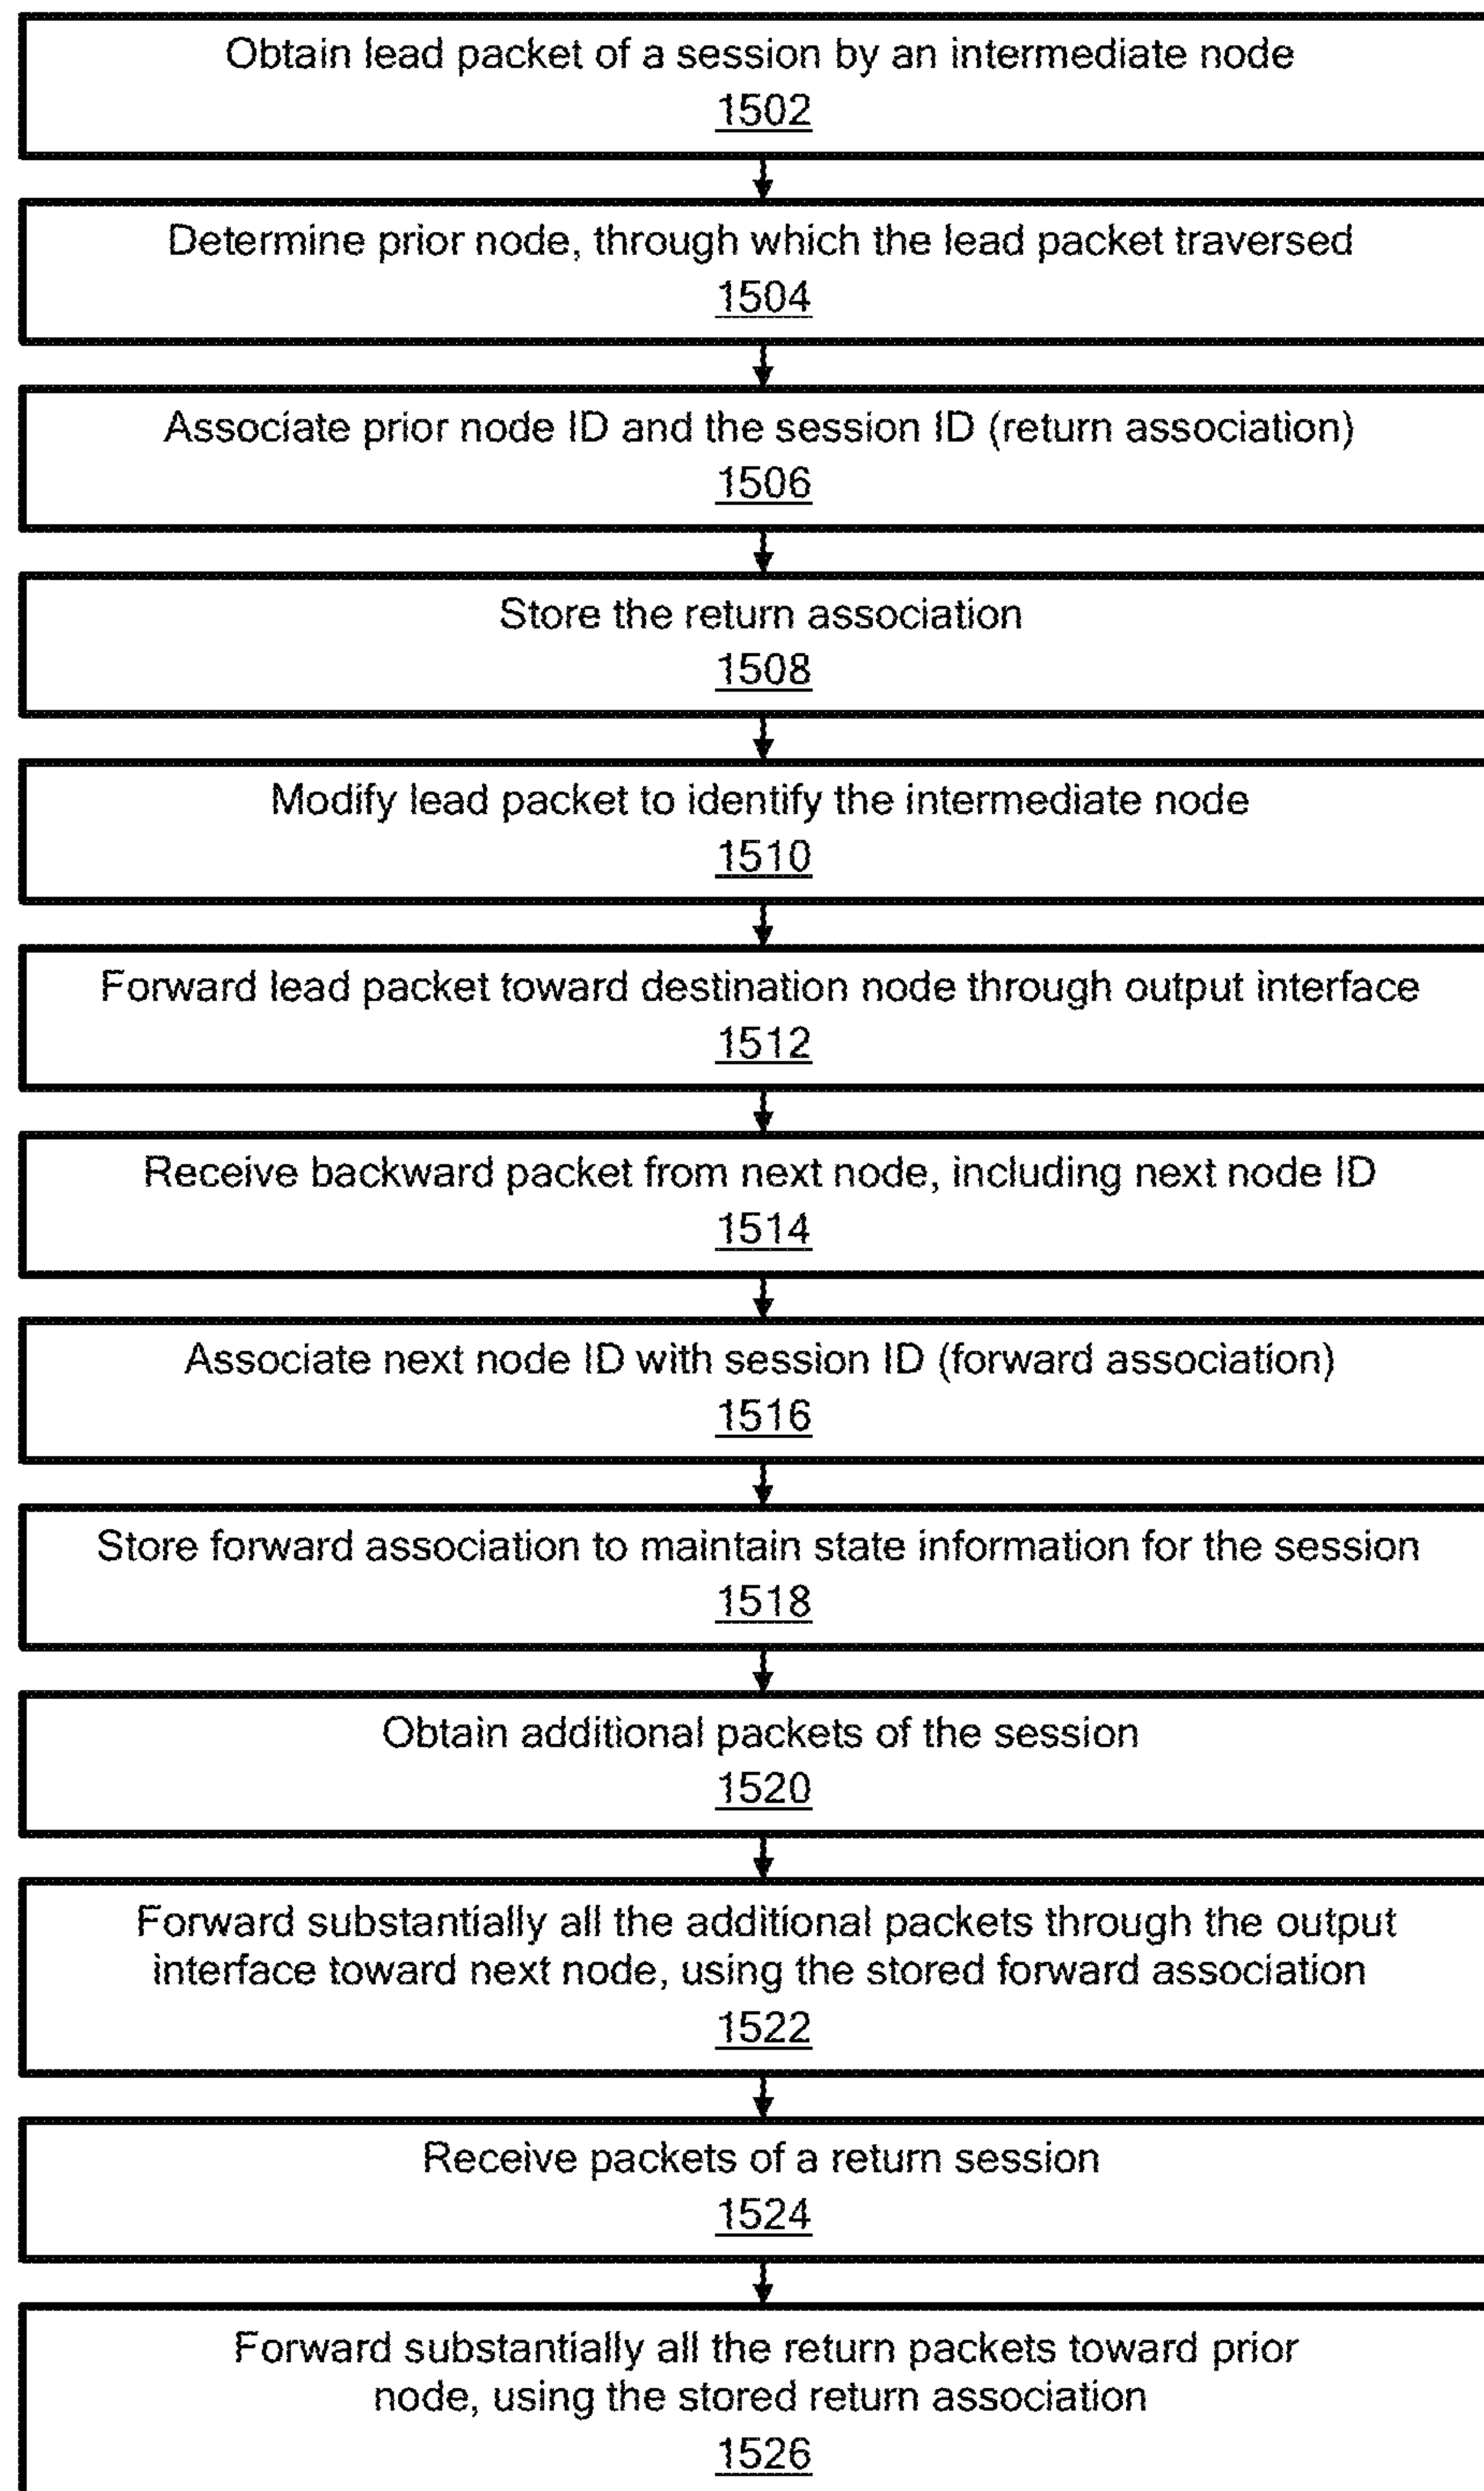 Obtain lead packet of a session by an intermediate node
1502
Determine prior node, through which the lead packet traversed
1504
Associate prior node ID and the session ID (return association)
1506
Store the return association
1508
Modify lead packet to identify the intermediate node
1510
Forward lead packet toward destination node through output interface
1512
Receive backward packet from next node, including next node ID
1514
Associate next node ID with session ID (forward association)
1516
Store forward association to maintain state information for the session
1518
Obtain additional packets of the session
1520
Forward substantially all the additional packets through the output
interface toward next node, using the stored forward association
1522
Receive packets of a return session
1524
Forward substantially all the return packets toward prior
node, using the stored return association
1526